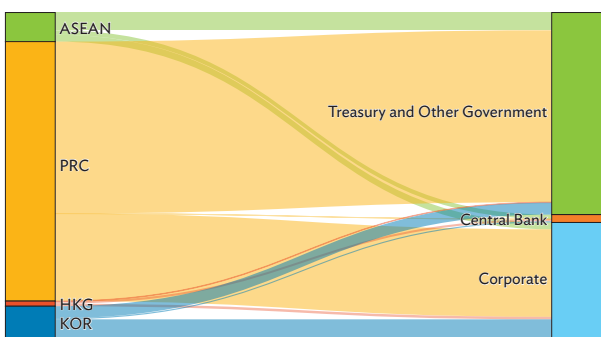 ASEAN
Treasury and Other Government
PRC
Central Bank
Corporate
HKG
KOR